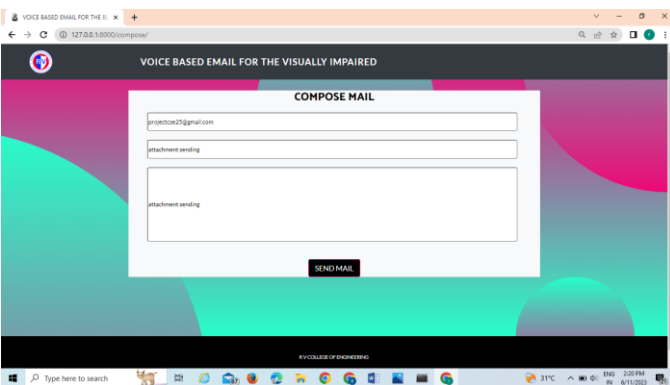 VOICE BASED EMAIL FOR THE
127.0.0.1:8000/compose/
RV
VOICE BASED EMAIL FOR THE VISUALLY IMPAIRED
COMPOSE MAIL
projectcse25@gmail.com
attachment sending
attachment sending
SEND MAIL
R V COLLEGE OF ENGINEERING
Type here to search
31°C
ENG
IN
2:20 PM
6/11/2023